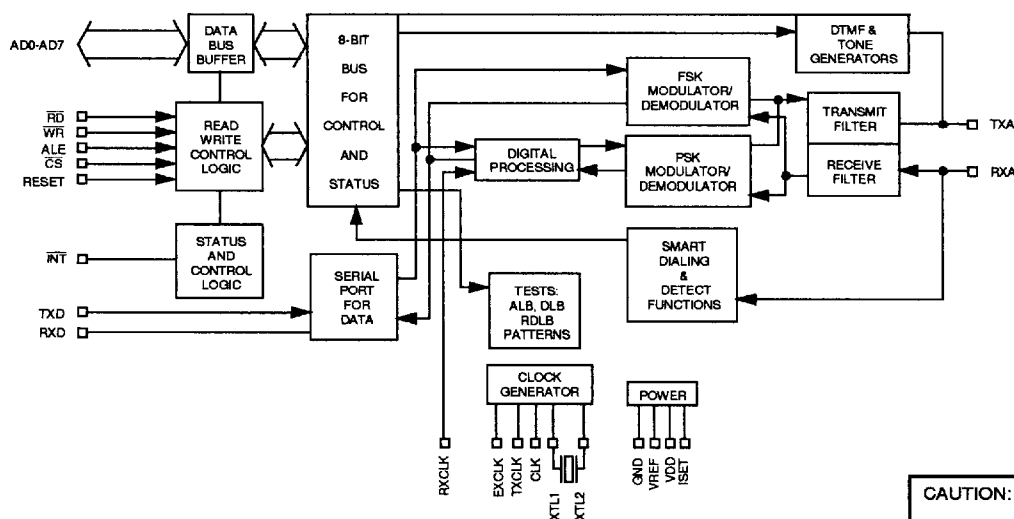 AD0-AD7
DATA
BUS
BUFFER
8-BIT
BUS
FOR
CONTROL
AND
STATUS
DTMF &
TONE
GENERATORS
FSK
MODULATOR/
DEMODULATOR
RD
WR
ALE
CS
RESET
READ
WRITE
CONTROL
LOGIC
DIGITAL
PROCESSING
PSK
MODULATOR/
DEMODULATOR
TRANSMIT
FILTER
RECEIVE
FILTER
TXA
RXA
INT
STATUS
AND
CONTROL
LOGIC
SERIAL
PORT
FOR
DATA
TXD
RXD
TESTS:
ALB, DLB
RDLB
PATTERNS
SMART
DIALING
&
DETECT
FUNCTIONS
CLOCK
GENERATOR
POWER
RXCLK
EXCLK
TXCLK
CLK
XTL1
XTL2
GND
VREF
VDD
ISET
CAUTION: